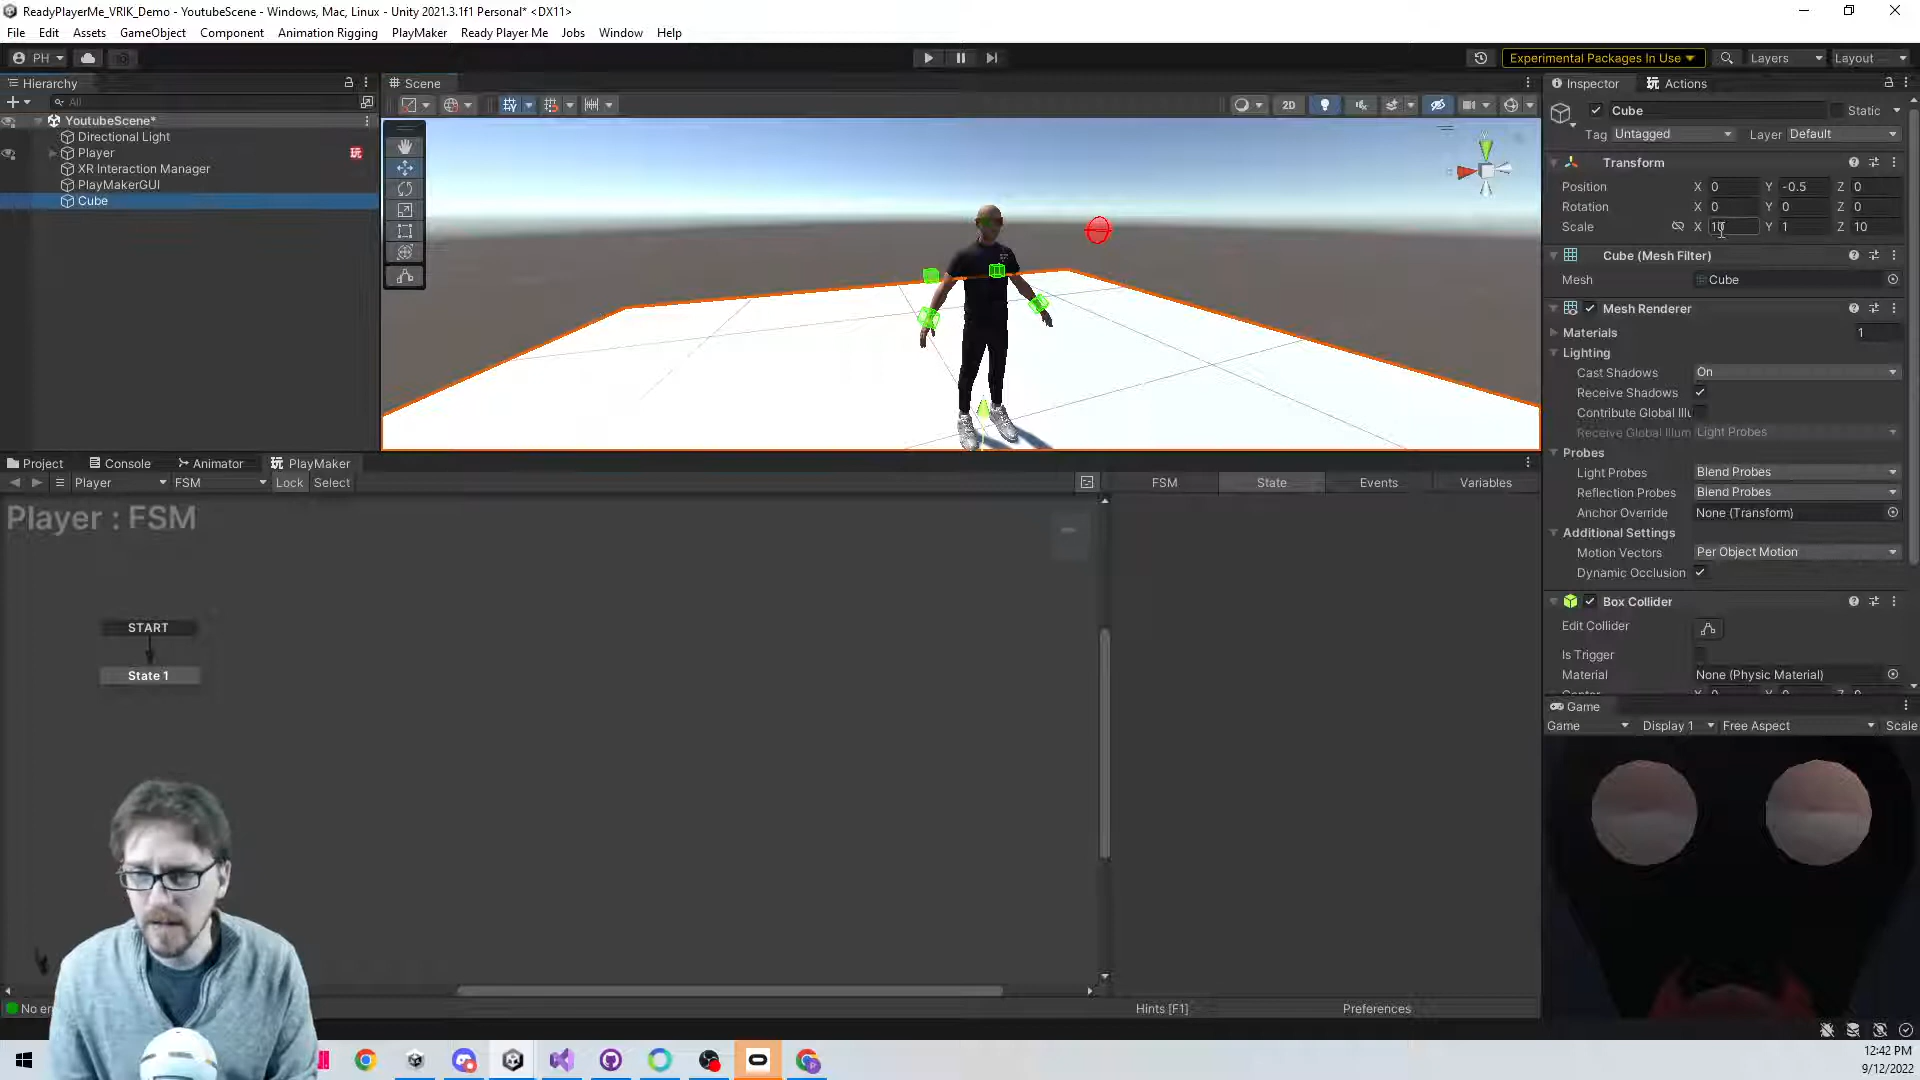 ReadyPlayerMe_VRIK_Demo - YoutubeScene - Windows, Mac, Linux - Unity 2021.3.1f1 Personal* <DX11>
File Edit Assets GameObject Component Animation Rigging PlayMaker Ready Player Me Jobs Window Help
PH
Experimental Packages In Use
Layers
Layout
Hierarchy
All
YoutubeScene*
Directional Light
Player
玩
XR Interaction Manager
PlayMakerGUI
Cube
Scene
2D
Inspector
玩 Actions
Cube
Static
Tag Untagged
Layer Default
Transform
Position X 0 Y -0.5 Z 0
Rotation X 0 Y 0 Z 0
Scale X 10 Y 1 Z 10
Cube (Mesh Filter)
Mesh Cube
Mesh Renderer
Materials 1
Lighting
Cast Shadows On
Receive Shadows
Contribute Global Illu
Receive Global Illum Light Probes
Probes
Light Probes Blend Probes
Reflection Probes Blend Probes
Anchor Override None (Transform)
Additional Settings
Motion Vectors Per Object Motion
Dynamic Occlusion
Box Collider
Edit Collider
Is Trigger
Material None (Physic Material)
Project Console Animator 玩 PlayMaker
Player FSM Lock Select
FSM State Events Variables
Player : FSM
START
State 1
No er
Hints [F1]
Preferences
Game
Game Display 1 Free Aspect Scale
12:42 PM
9/12/2022